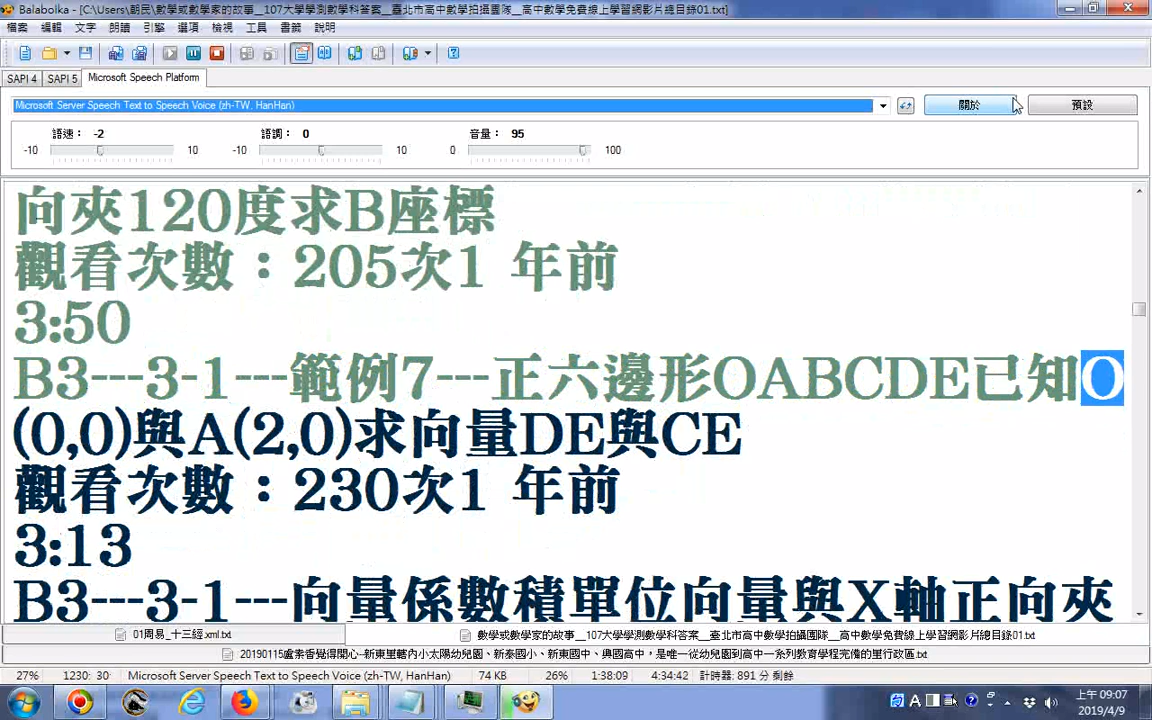 Balabolka - [C:\Users\朝民\數學或數學家的故事__107大學學測數學科答案__臺北市高中數學拍攝團隊__高中數學免費線上學習網影片總目錄01.txt]
檔案 編輯 文字 朗讀 引擎 選項 檢視 工具 書籤 說明
SAPI 4 SAPI 5 Microsoft Speech Platform
Microsoft Server Speech Text to Speech Voice (zh-TW, HanHan) 關於 預設
語速： -2 語調： 0 音量： 95
-10 10 -10 10 0 100
向夾120度求B座標
觀看次數：205次1 年前
3:50
B3---3-1---範例7---正六邊形OABCDE已知O
(0,0)與A(2,0)求向量DE與CE
觀看次數：230次1 年前
3:13
B3---3-1---向量係數積單位向量與X軸正向夾
01周易_十三經.xml.txt 數學或數學家的故事__107大學學測數學科答案__臺北市高中數學拍攝團隊__高中數學免費線上學習網影片總目錄01.txt
20190115盧素香覺得開心~新東里轄內小太陽幼兒園、新泰國小、新東國中、興國高中，是唯一從幼兒園到高中一系列教育學程完備的里行政區.txt
27% 1230: 30 Microsoft Server Speech Text to Speech Voice (zh-TW, HanHan) 74 KB 26% 1:38:09 4:34:42 計時器: 891 分 剩餘
上午 09:07
2019/4/9